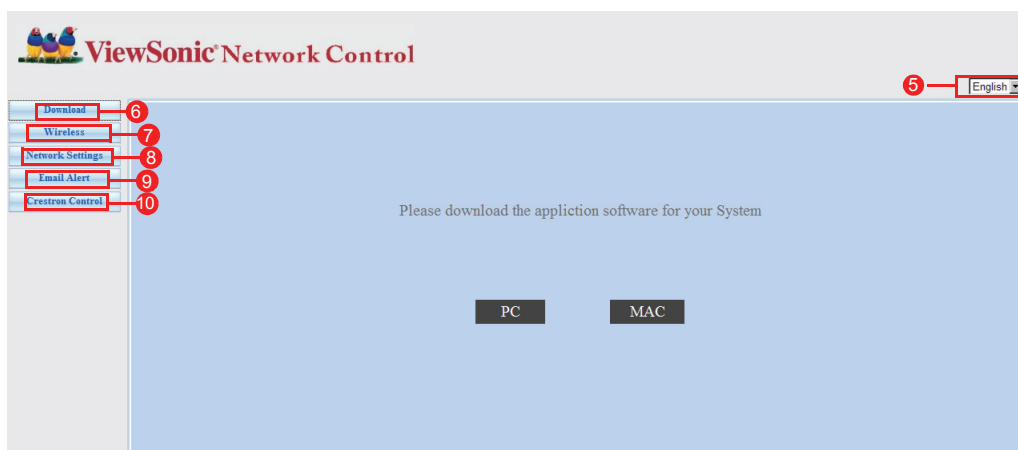 ViewSonic® Network Control
5 English
Download 6
Wireless 7
Network Settings 8
Email Alert 9
Crestron Control 10
Please download the appliction software for your System
PC MAC